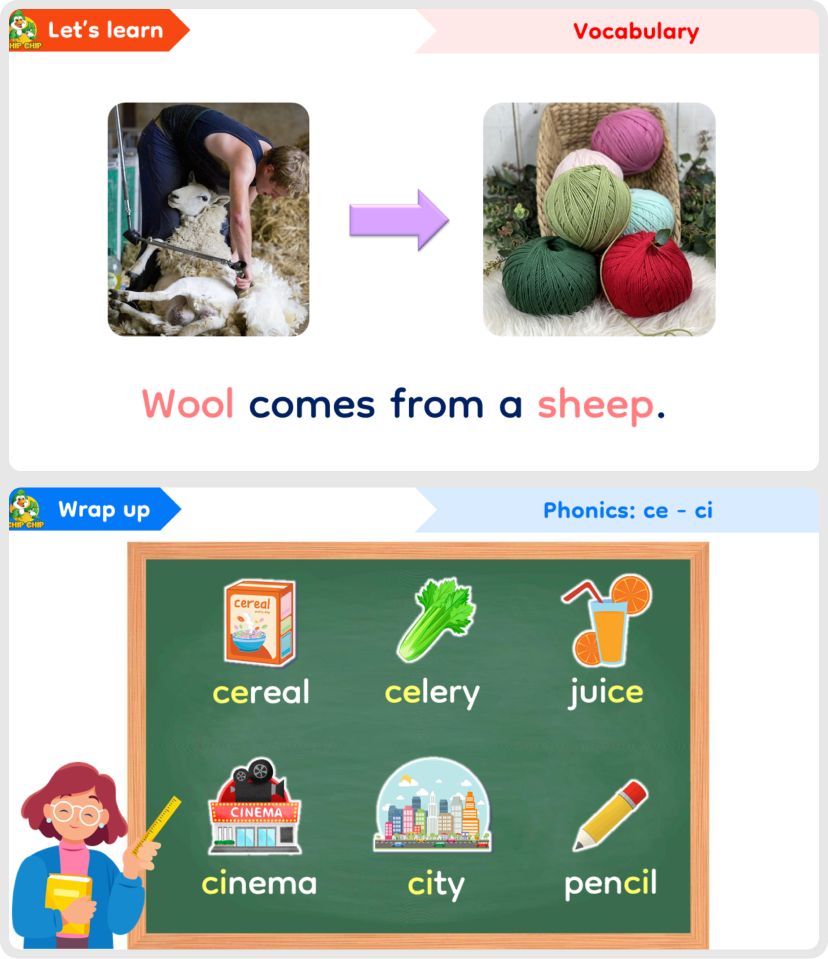 HIP CHIP
Let's learn
Vocabulary
Wool comes from a sheep.
CHIP CHIP
Wrap up
Phonics: ce - ci
cereal
cereal
celery
juice
CINEMA
cinema
city
pencil